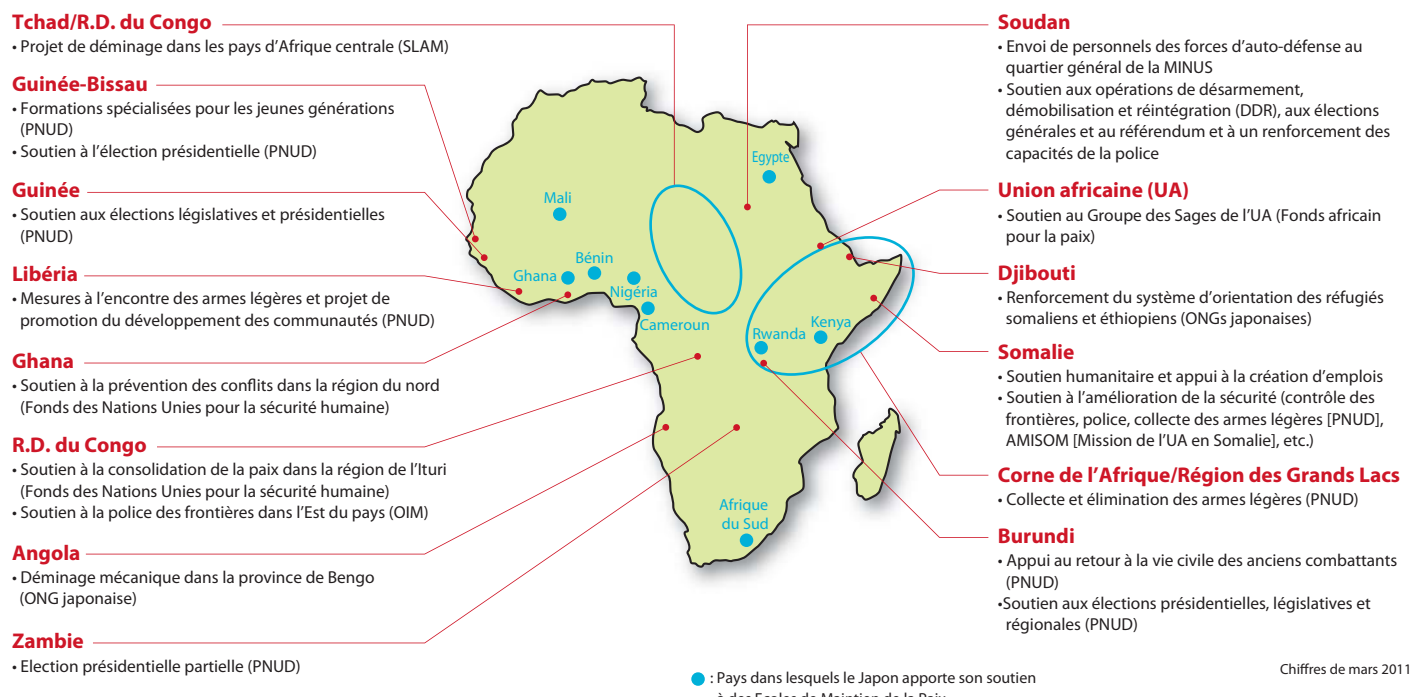 Tchad/R.D. du Congo
• Projet de déminage dans les pays d'Afrique centrale (SLAM)
Guinée-Bissau
• Formations spécialisées pour les jeunes générations
(PNUD)
• Soutien à l'élection présidentielle (PNUD)
Guinée
• Soutien aux élections législatives et présidentielles
(PNUD)
Libéria
• Mesures à l'encontre des armes légères et projet de
promotion du développement des communautés (PNUD)
Ghana
• Soutien à la prévention des conflits dans la région du nord
(Fonds des Nations Unies pour la sécurité humaine)
R.D. du Congo
• Soutien à la consolidation de la paix dans la région de l'Ituri
(Fonds des Nations Unies pour la sécurité humaine)
• Soutien à la police des frontières dans l'Est du pays (OIM)
Angola
• Déminage mécanique dans la province de Bengo
(ONG japonaise)
Zambie
• Election présidentielle partielle (PNUD)
Egypte
Mali
Bénin
Ghana
Nigéria
Cameroun
Rwanda
Kenya
Afrique
du Sud
Soudan
• Envoi de personnels des forces d'auto-défense au
quartier général de la MINUS
• Soutien aux opérations de désarmement,
démobilisation et réintégration (DDR), aux élections
générales et au référendum et à un renforcement des
capacités de la police
Union africaine (UA)
• Soutien au Groupe des Sages de l'UA (Fonds africain
pour la paix)
Djibouti
• Renforcement du système d'orientation des réfugiés
somaliens et éthiopiens (ONGs japonaises)
Somalie
• Soutien humanitaire et appui à la création d'emplois
• Soutien à l'amélioration de la sécurité (contrôle des
frontières, police, collecte des armes légères [PNUD],
AMISOM [Mission de l'UA en Somalie], etc.)
Corne de l'Afrique/Région des Grands Lacs
• Collecte et élimination des armes légères (PNUD)
Burundi
• Appui au retour à la vie civile des anciens combattants
(PNUD)
•Soutien aux élections présidentielles, législatives et
régionales (PNUD)
: Pays dans lesquels le Japon apporte son soutien
à des Ecoles de Maintien de la Paix
Chiffres de mars 2011